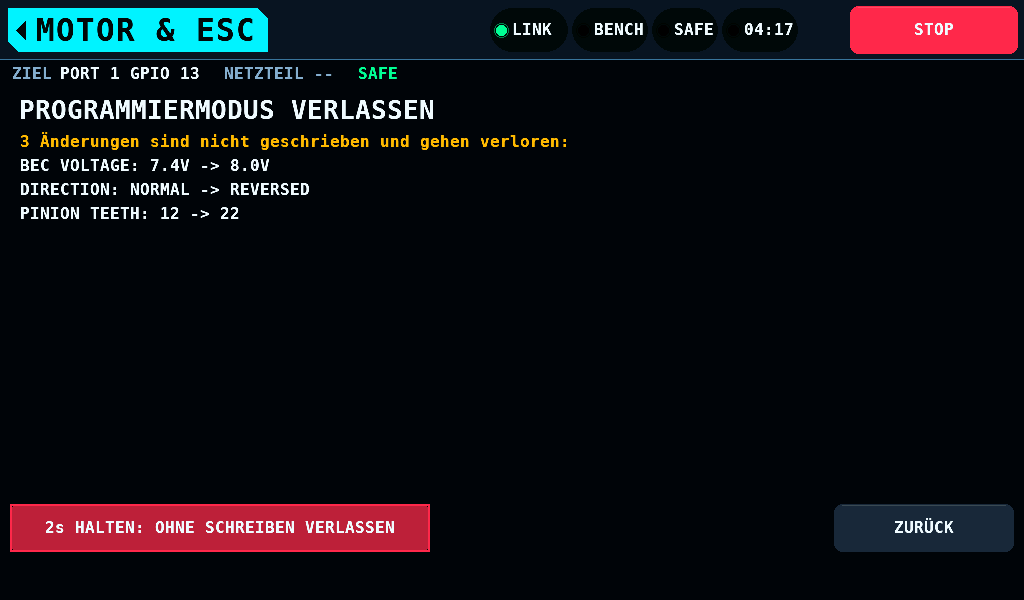 MOTOR & ESC
LINK
BENCH
SAFE
04:17
STOP
ZIEL PORT 1 GPIO 13 NETZTEIL -- SAFE
PROGRAMMIERMODUS VERLASSEN
3 Änderungen sind nicht geschrieben und gehen verloren:
BEC VOLTAGE: 7.4V -> 8.0V
DIRECTION: NORMAL -> REVERSED
PINION TEETH: 12 -> 22
2s HALTEN: OHNE SCHREIBEN VERLASSEN
ZURÜCK